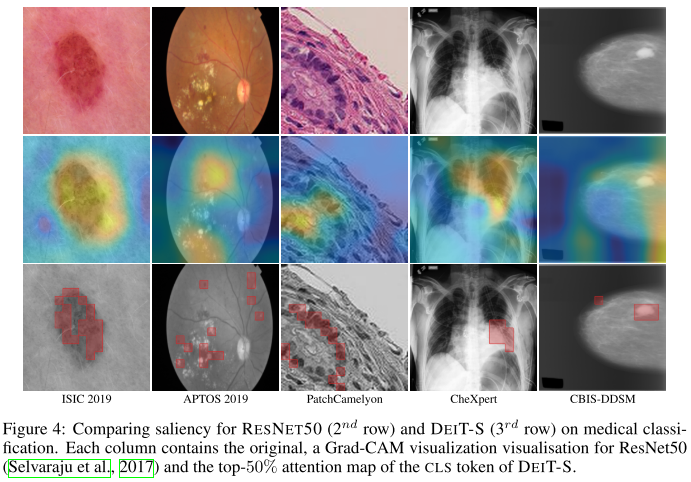 ISIC 2019 APTOS 2019 PatchCamelyon CheXpert CBIS-DDSM
Figure 4: Comparing saliency for RESNET50 (2nd row) and DEIT-S (3rd row) on medical classi-
fication. Each column contains the original, a Grad-CAM visualization visualisation for ResNet50
(Selvaraju et al., 2017) and the top-50% attention map of the CLS token of DEIT-S.